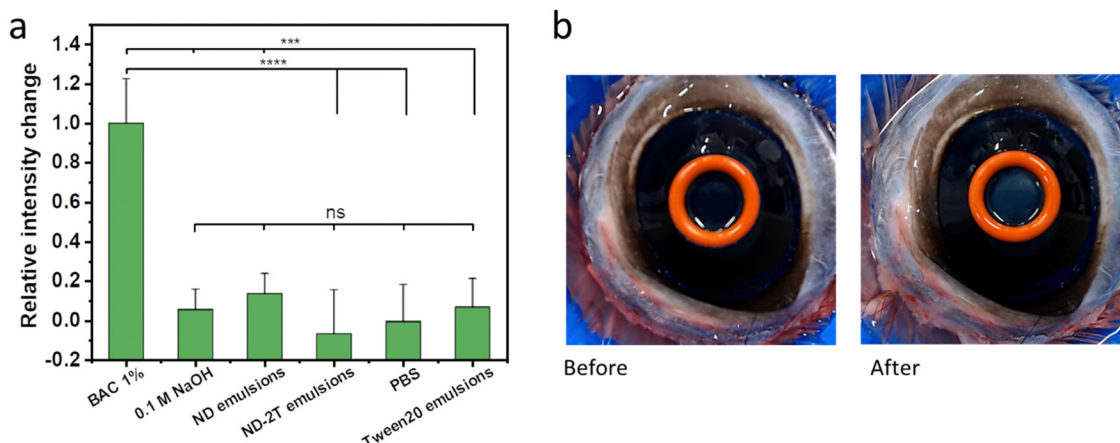 a
b
1.4
1.2
1.0
0.8
0.6
0.4
0.2
0.0
-0.2
Relative intensity change
***
****
ns
BAC 1%
0.1 M NaOH
ND emulsions
ND-2T emulsions
PBS
Tween20 emulsions
Before
After